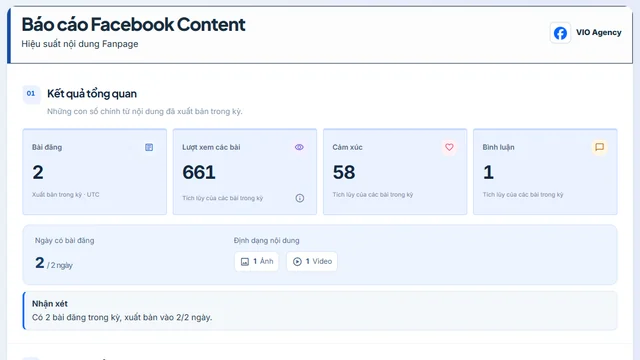 Báo cáo Facebook Content
Hiệu suất nội dung Fanpage
VIO Agency
01 Kết quả tổng quan
Những con số chính từ nội dung đã xuất bản trong kỳ.
Bài đăng
2
Xuất bản trong kỳ · UTC
Lượt xem các bài
661
Tích lũy của các bài trong kỳ
Cảm xúc
58
Tích lũy của các bài trong kỳ
Bình luận
1
Tích lũy của các bài trong kỳ
Ngày có bài đăng
2 / 2 ngày
Định dạng nội dung
1 Ảnh
1 Video
Nhận xét
Có 2 bài đăng trong kỳ, xuất bản vào 2/2 ngày.